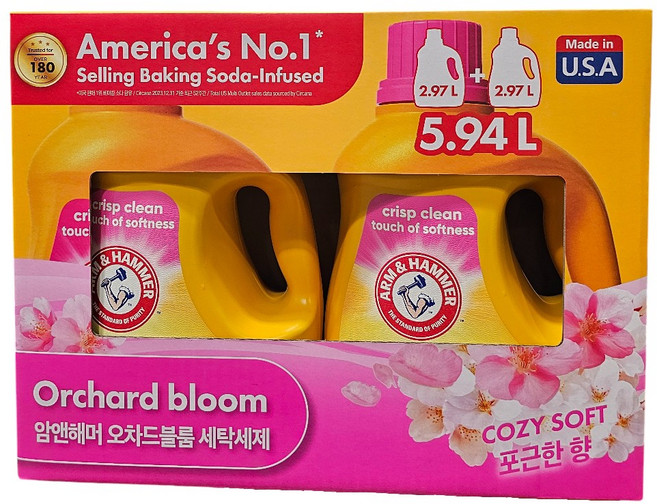 Trusted for
OVER
180
YEAR
America's No.1*
Selling Baking Soda-Infused
2.97 L + 2.97 L
5.94 L
Made in
U.S.A
crisp clean
touch of softness
ARM & HAMMER
THE STANDARD OF PURITY
crisp clean
touch of softness
ARM & HAMMER
THE STANDARD OF PURITY
Orchard bloom
암앤해머 오차드블룸 세탁세제
COZY SOFT
포근한 향